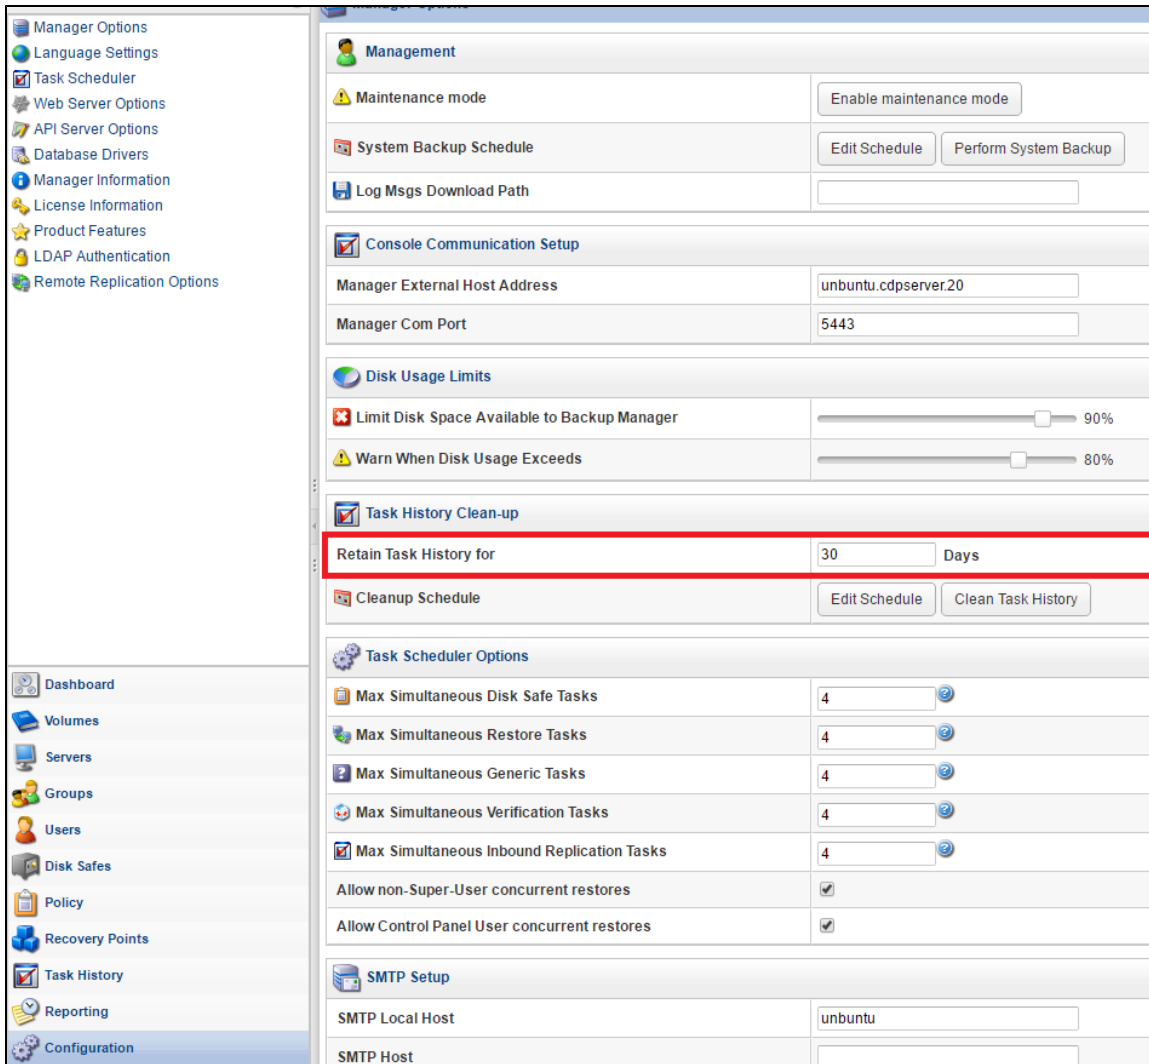 Manager Options
Language Settings
Task Scheduler
Web Server Options
API Server Options
Database Drivers
Manager Information
License Information
Product Features
LDAP Authentication
Remote Replication Options
Dashboard
Volumes
Servers
Groups
Users
Disk Safes
Policy
Recovery Points
Task History
Reporting
Configuration
Manager Options
Management
Maintenance mode Enable maintenance mode
System Backup Schedule Edit Schedule Perform System Backup
Log Msgs Download Path
Console Communication Setup
Manager External Host Address unbuntu.cdpserver.20
Manager Com Port 5443
Disk Usage Limits
Limit Disk Space Available to Backup Manager 90%
Warn When Disk Usage Exceeds 80%
Task History Clean-up
Retain Task History for 30 Days
Cleanup Schedule Edit Schedule Clean Task History
Task Scheduler Options
Max Simultaneous Disk Safe Tasks 4
Max Simultaneous Restore Tasks 4
Max Simultaneous Generic Tasks 4
Max Simultaneous Verification Tasks 4
Max Simultaneous Inbound Replication Tasks 4
Allow non-Super-User concurrent restores
Allow Control Panel User concurrent restores
SMTP Setup
SMTP Local Host unbuntu
SMTP Host